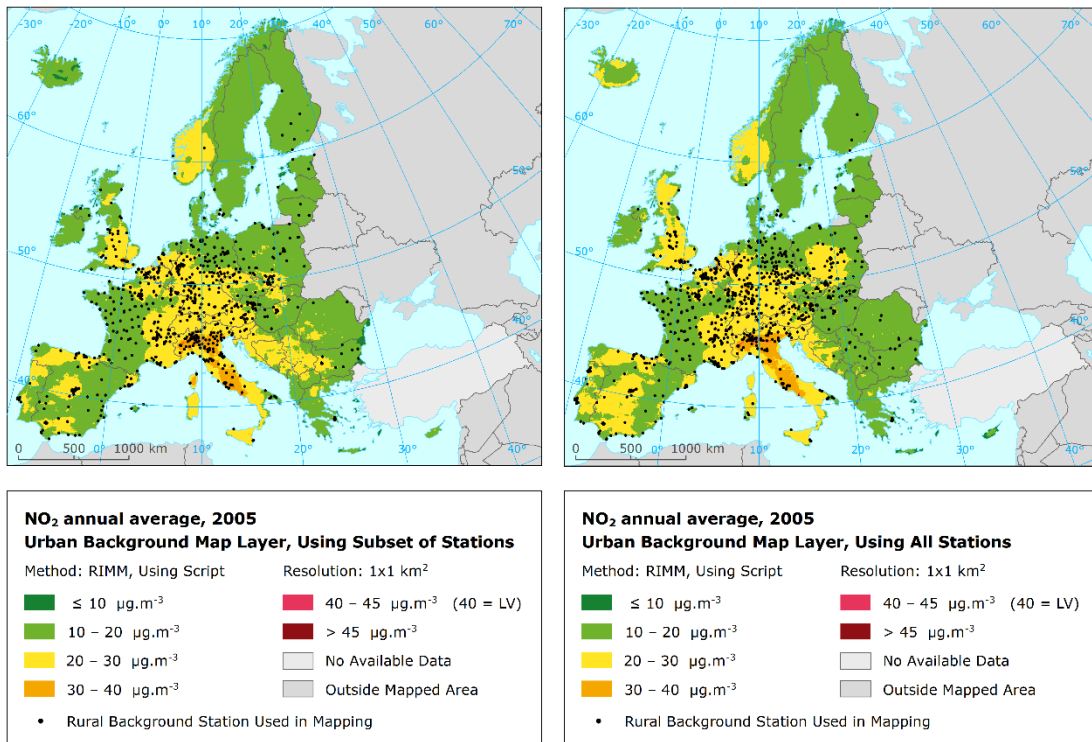 -30° -20° -10° 0° 10° 20° 30° 40° 50° 60° 70°
60°
50°
50°
40°
40°
0 500 1000 km
0° 10° 20° 30° 40°
-30° -20° -10° 0° 10° 20° 30° 40° 50° 60° 70°
60°
50°
50°
40°
40°
0 500 1000 km
0° 10° 20° 30° 40°
NO₂ annual average, 2005
Urban Background Map Layer, Using Subset of Stations
Method: RIMM, Using Script Resolution: 1x1 km²
≤ 10 µg.m⁻³ 40 – 45 µg.m⁻³ (40 = LV)
10 – 20 µg.m⁻³ > 45 µg.m⁻³
20 – 30 µg.m⁻³ No Available Data
30 – 40 µg.m⁻³ Outside Mapped Area
• Rural Background Station Used in Mapping
NO₂ annual average, 2005
Urban Background Map Layer, Using All Stations
Method: RIMM, Using Script Resolution: 1x1 km²
≤ 10 µg.m⁻³ 40 – 45 µg.m⁻³ (40 = LV)
10 – 20 µg.m⁻³ > 45 µg.m⁻³
20 – 30 µg.m⁻³ No Available Data
30 – 40 µg.m⁻³ Outside Mapped Area
• Rural Background Station Used in Mapping